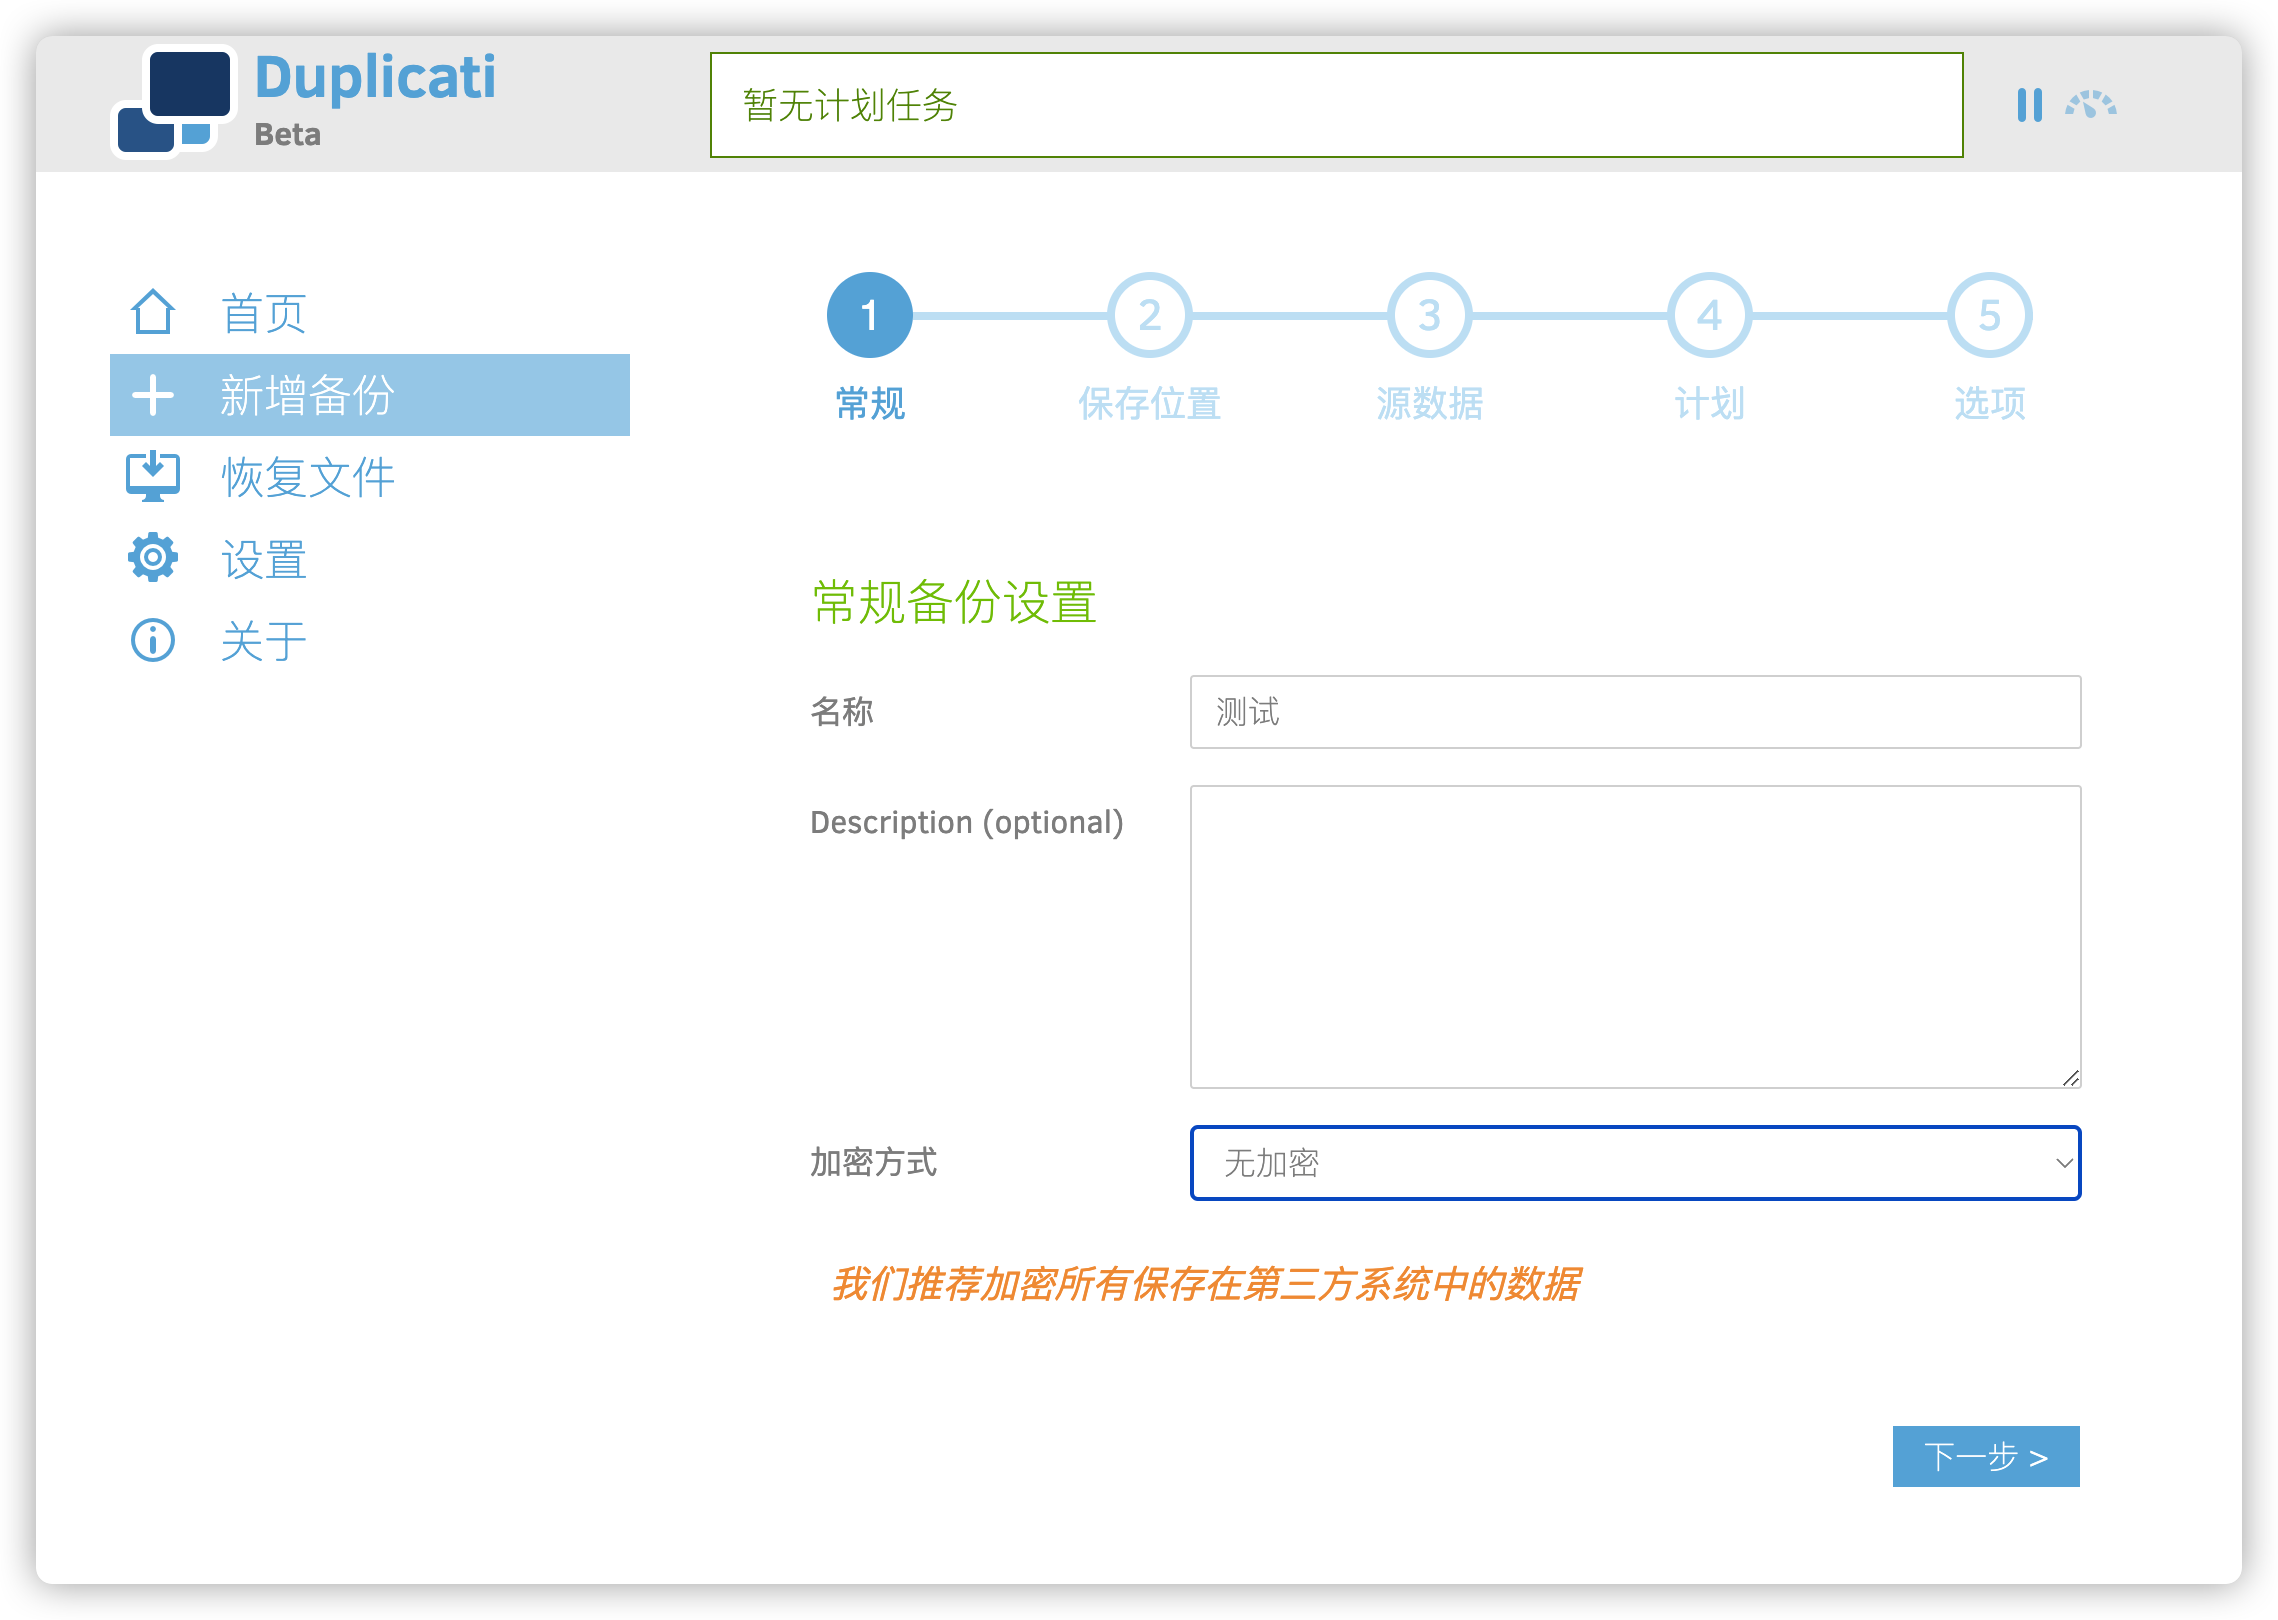 Duplicati
Beta
暂无计划任务
首页
新增备份
恢复文件
设置
关于
1
2
3
4
5
常规
保存位置
源数据
计划
选项
常规备份设置
名称
测试
Description (optional)
加密方式
无加密
我们推荐加密所有保存在第三方系统中的数据
下一步 >